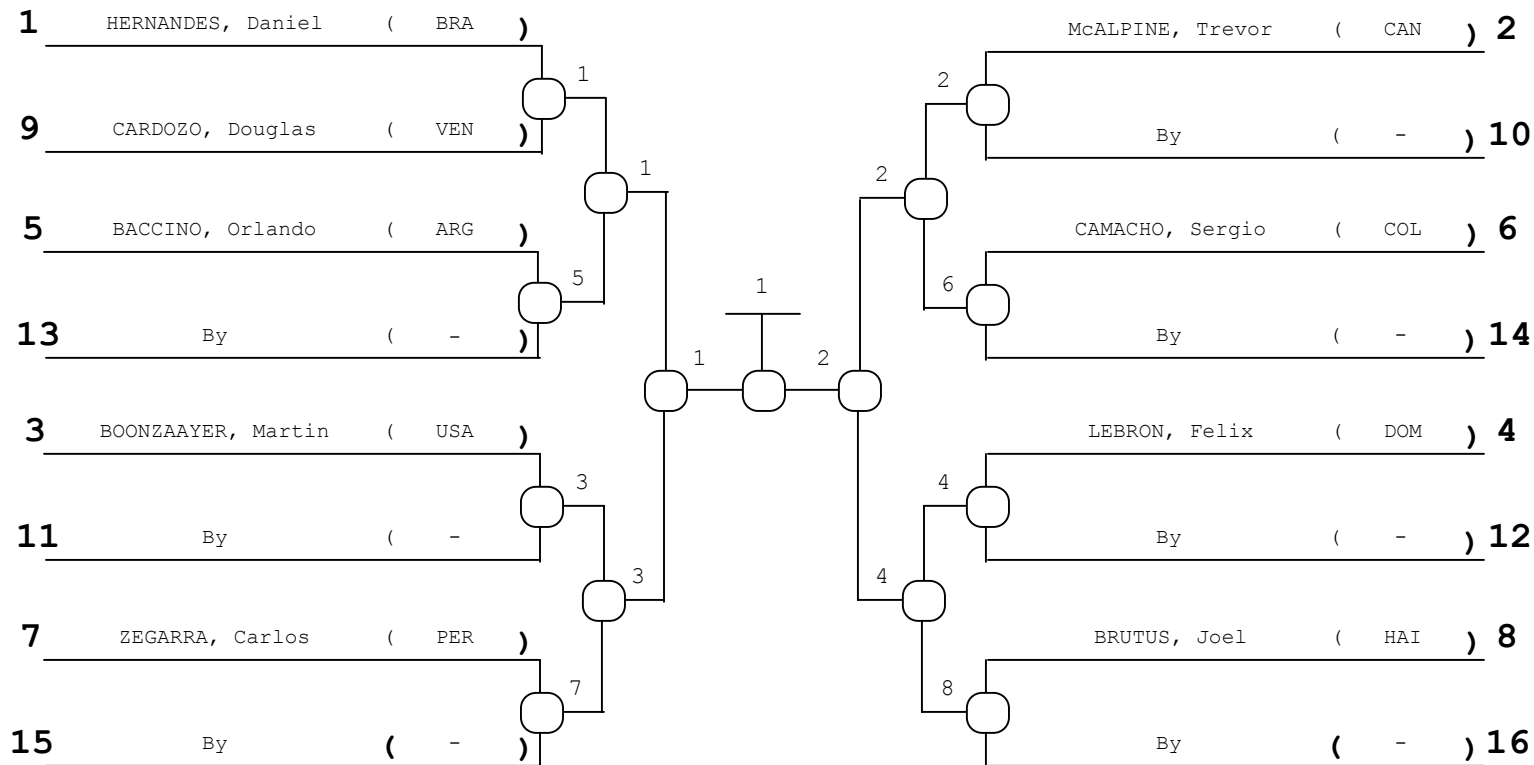 1 HERNANDES, Daniel ( BRA ) McALPINE, Trevor ( CAN ) 2
1 2
9 CARDOZO, Douglas ( VEN ) By ( - ) 10
1 2
5 BACCINO, Orlando ( ARG ) CAMACHO, Sergio ( COL ) 6
5 1 6
13 By ( - ) By ( - ) 14
1 2
3 BOONZAAYER, Martin ( USA ) LEBRON, Felix ( DOM ) 4
3 4
11 By ( - By ( - ) 12
3 4
7 ZEGARRA, Carlos ( PER ) BRUTUS, Joel ( HAI ) 8
7 8
15 By ( - ) By ( - ) 16